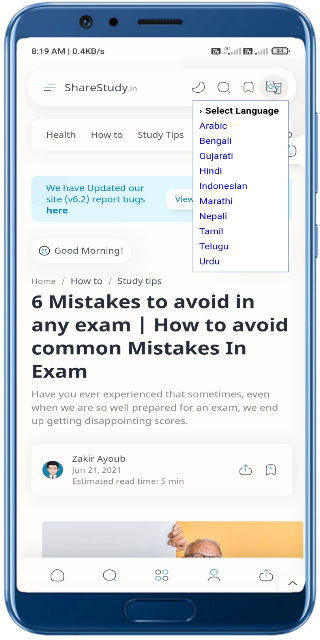 8:19 AM | 0.4KB/s
ShareStudy.in
› Select Language
Arabic
Bengali
Gujarati
Hindi
Indonesian
Marathi
Nepali
Tamil
Telugu
Urdu
Health How to Study Tips
We have Updated our
site (v6.2) report bugs
here
View
Good Morning!
Home / How to / Study tips
6 Mistakes to avoid in
any exam | How to avoid
common Mistakes In
Exam
Have you ever experienced that sometimes, even
when we are so well prepared for an exam, we end
up getting disappointing scores.
Zakir Ayoub
Jun 21, 2021
Estimated read time: 5 min